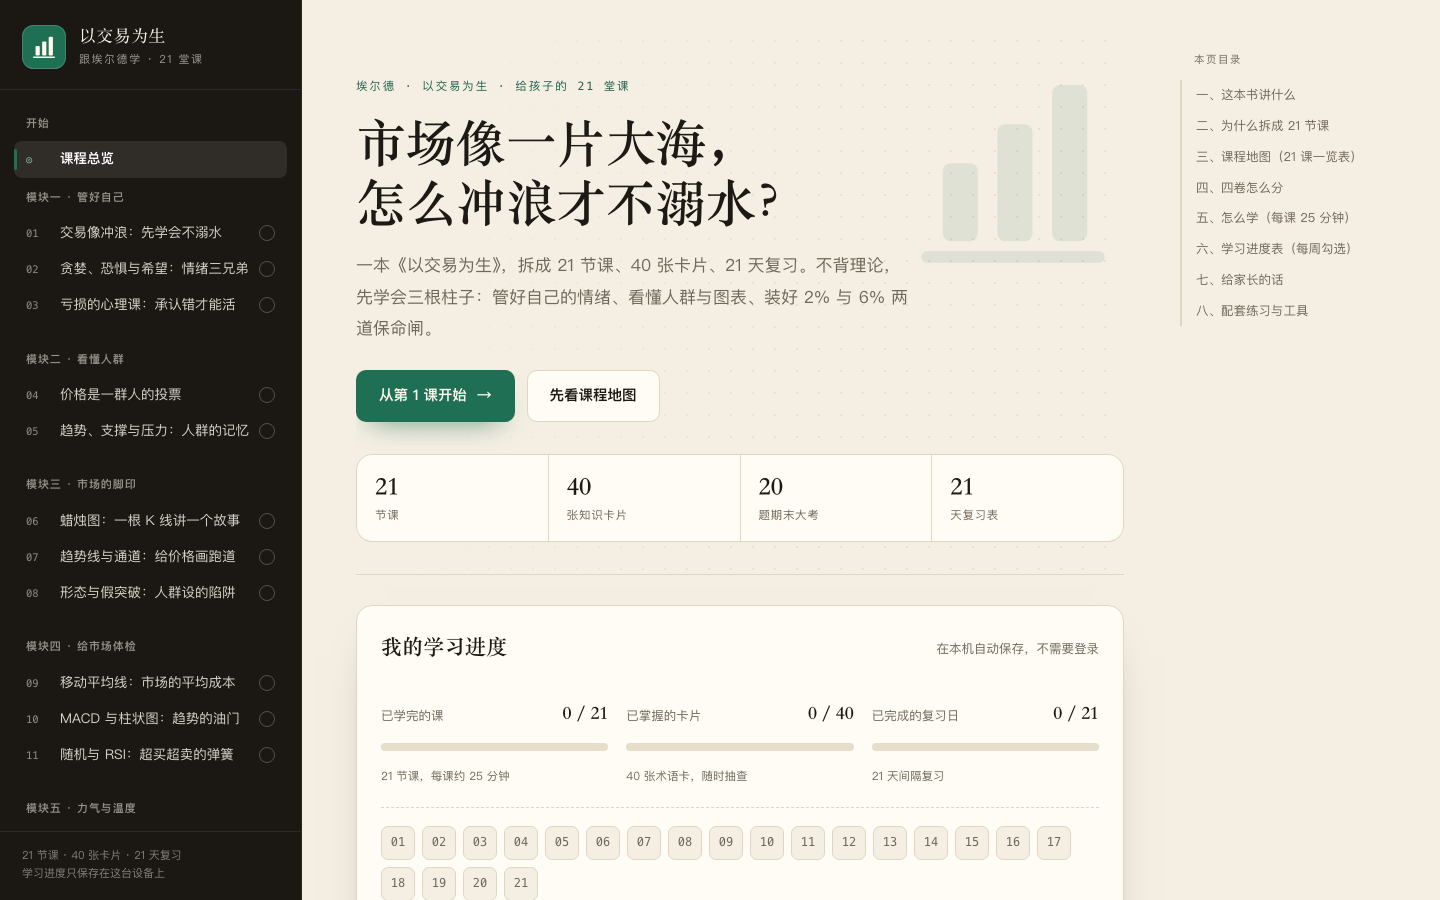 以交易为生
跟埃尔德学 · 21 堂课
开始
课程总览
模块一 · 管好自己
01 交易像冲浪：先学会不溺水
02 贪婪、恐惧与希望：情绪三兄弟
03 亏损的心理课：承认错才能活
模块二 · 看懂人群
04 价格是一群人的投票
05 趋势、支撑与压力：人群的记忆
模块三 · 市场的脚印
06 蜡烛图：一根 K 线讲一个故事
07 趋势线与通道：给价格画跑道
08 形态与假突破：人群设的陷阱
模块四 · 给市场体检
09 移动平均线：市场的平均成本
10 MACD 与柱状图：趋势的油门
11 随机与 RSI：超买超卖的弹簧
模块五 · 力气与温度
21 节课 · 40 张卡片 · 21 天复习
学习进度只保存在这台设备上
埃尔德 · 以交易为生 · 给孩子的 21 堂课
市场像一片大海，
怎么冲浪才不溺水？
一本《以交易为生》，拆成 21 节课、40 张卡片、21 天复习。不背理论，
先学会三根柱子：管好自己的情绪、看懂人群与图表、装好 2% 与 6% 两
道保命闸。
从第 1 课开始 →
先看课程地图
21
节课
40
张知识卡片
20
题期末大考
21
天复习表
我的学习进度
在本机自动保存，不需要登录
已学完的课 0 / 21
已掌握的卡片 0 / 40
已完成的复习日 0 / 21
21 节课，每课约 25 分钟
40 张术语卡，随时抽查
21 天间隔复习
01 02 03 04 05 06 07 08 09 10 11 12 13 14 15 16 17
18 19 20 21
本页目录
一、这本书讲什么
二、为什么拆成 21 节课
三、课程地图（21 课一览表）
四、四卷怎么分
五、怎么学（每课 25 分钟）
六、学习进度表（每周勾选）
七、给家长的话
八、配套练习与工具